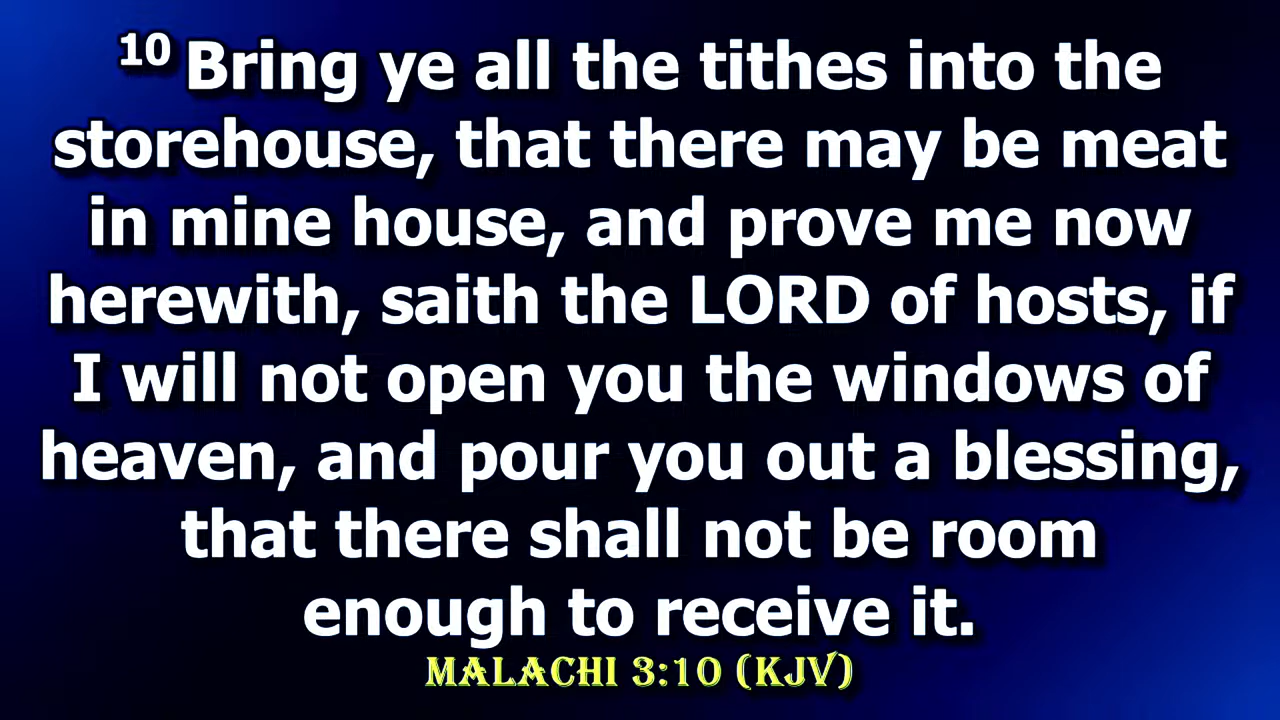 10 Bring ye all the tithes into the
storehouse, that there may be meat
in mine house, and prove me now
herewith, saith the LORD of hosts, if
I will not open you the windows of
heaven, and pour you out a blessing,
that there shall not be room
enough to receive it.
MALACHI 3:10 (KJV)